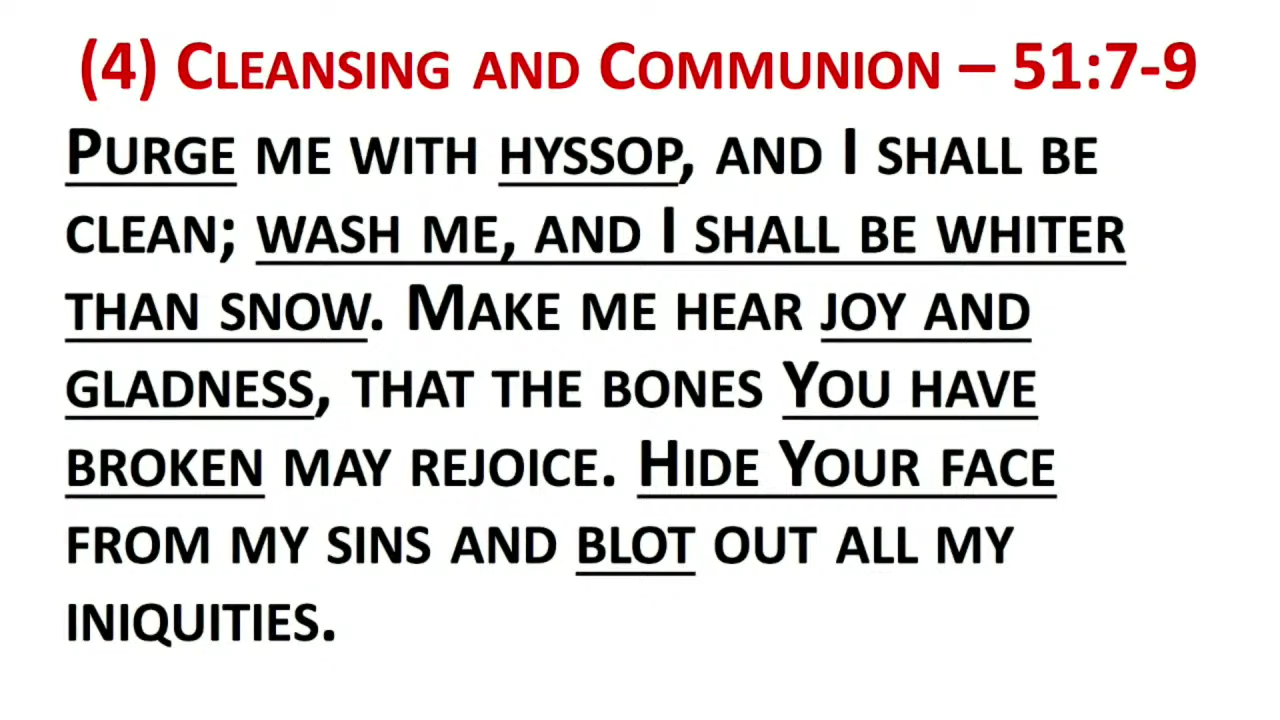 (4) Cleansing and Communion – 51:7-9
Purge me with hyssop, and I shall be
clean; wash me, and I shall be whiter
than snow. Make me hear joy and
gladness, that the bones You have
broken may rejoice. Hide Your face
from my sins and blot out all my
iniquities.